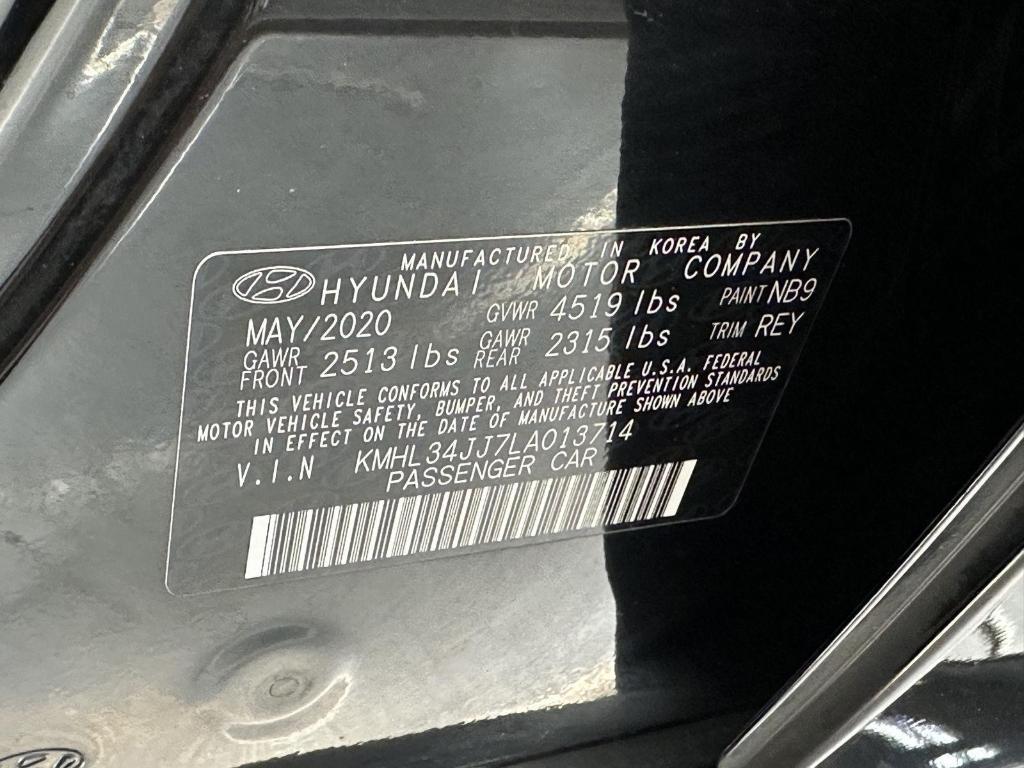 MANUFACTURED IN KOREA BY
HYUNDAI MOTOR COMPANY
MAY/2020 GVWR 4519 lbs PAINT NB9
GAWR FRONT 2513 lbs GAWR REAR 2315 lbs TRIM REY
THIS VEHICLE CONFORMS TO ALL APPLICABLE U.S.A. FEDERAL
MOTOR VEHICLE SAFETY, BUMPER, AND THEFT PREVENTION STANDARDS
IN EFFECT ON THE DATE OF MANUFACTURE SHOWN ABOVE
V.I.N KMHL34JJ7LA013714
PASSENGER CAR